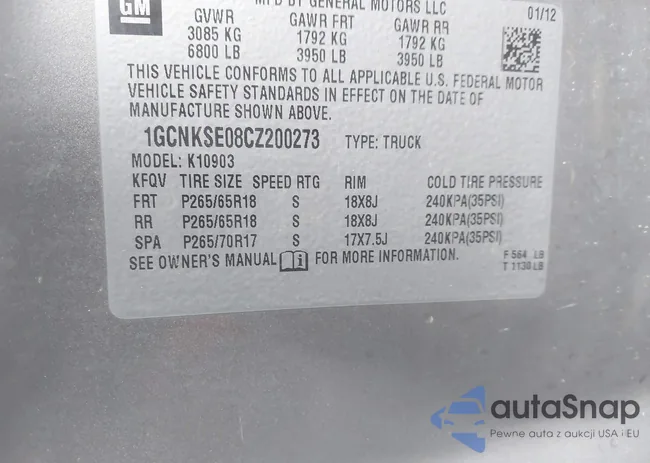 GM
MFD BY GENERAL MOTORS LLC
01/12
GVWR GAWR FRT GAWR RR
3085 KG 1792 KG 1792 KG
6800 LB 3950 LB 3950 LB
THIS VEHICLE CONFORMS TO ALL APPLICABLE U.S. FEDERAL MOTOR
VEHICLE SAFETY STANDARDS IN EFFECT ON THE DATE OF
MANUFACTURE SHOWN ABOVE.
1GCNKSE08CZ200273 TYPE: TRUCK
MODEL: K10903
KFQV TIRE SIZE SPEED RTG RIM COLD TIRE PRESSURE
FRT P265/65R18 S 18X8J 240KPA(35PSI)
RR P265/65R18 S 18X8J 240KPA(35PSI)
SPA P265/70R17 S 17X7.5J 240KPA(35PSI)
SEE OWNER'S MANUAL FOR MORE INFORMATION.
F 564 LB
T 1130 LB
autaSnap
Pewne auta z aukcji USA i EU